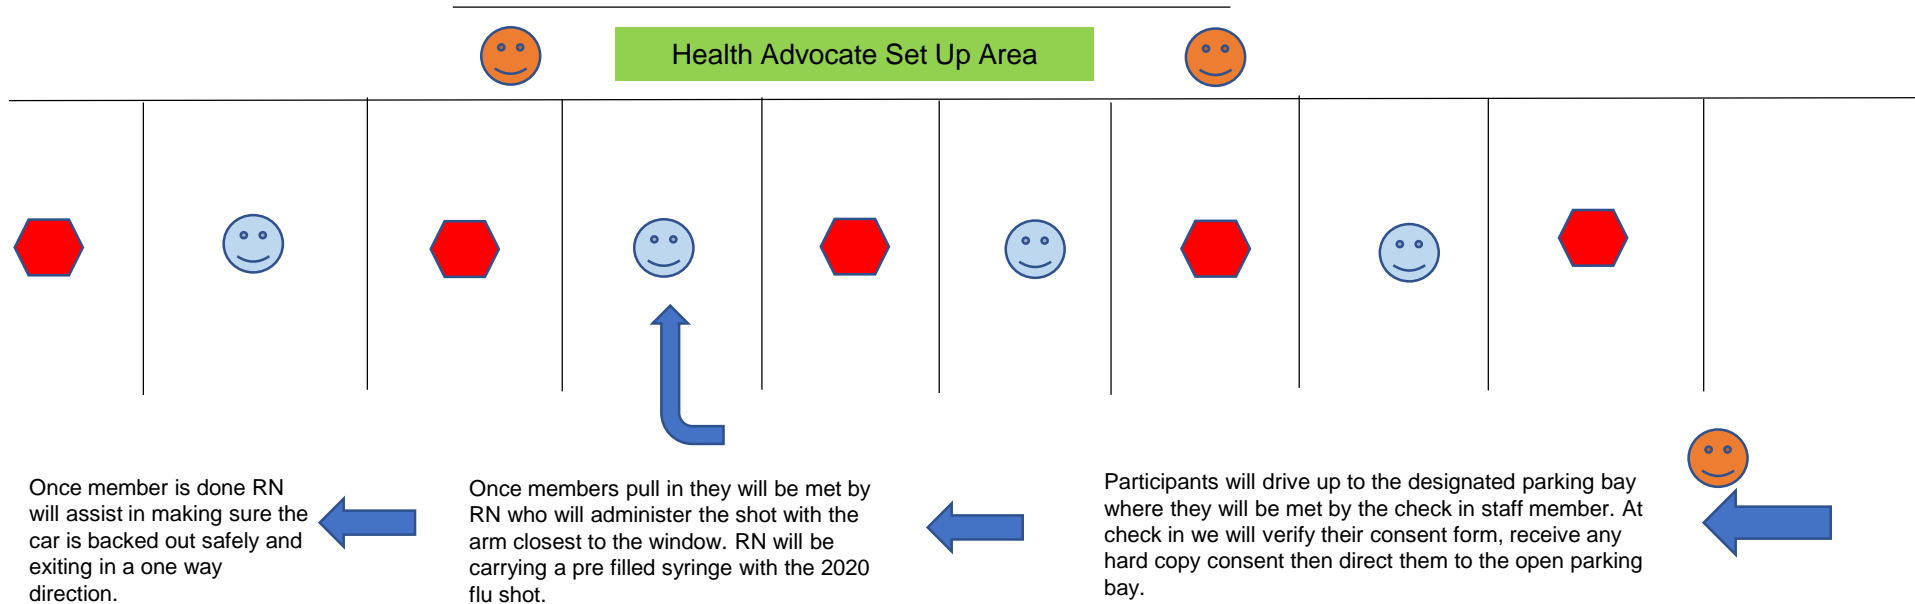 Health Advocate Set Up Area
Once member is done RN
will assist in making sure the
car is backed out safely and
exiting in a one way
direction.
Once members pull in they will be met by
RN who will administer the shot with the
arm closest to the window. RN will be
carrying a pre filled syringe with the 2020
flu shot.
Participants will drive up to the designated parking bay
where they will be met by the check in staff member. At
check in we will verify their consent form, receive any
hard copy consent then direct them to the open parking
bay.